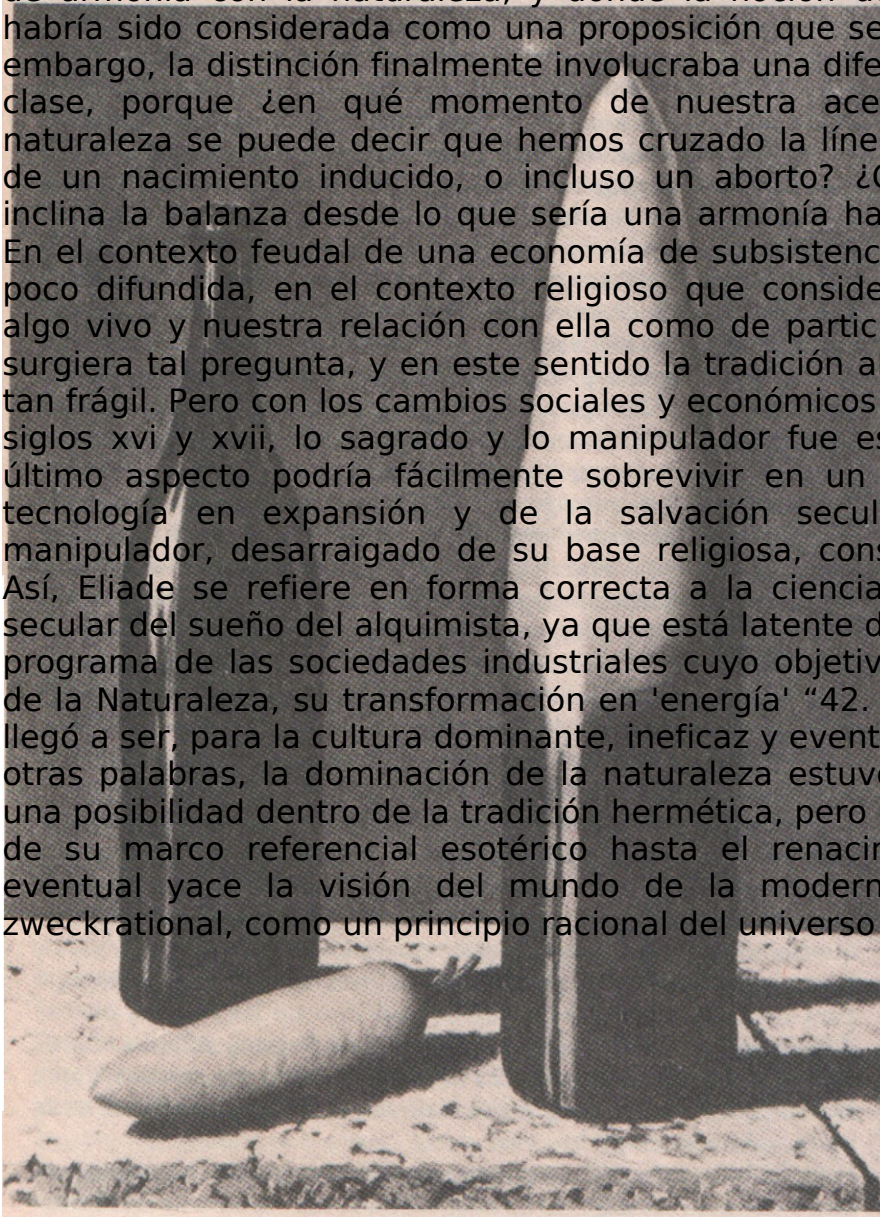 de armonía con la naturaleza, y donde la noción de
habría sido considerada como una proposición que se
embargo, la distinción finalmente involucraba una dife
clase, porque ¿en qué momento de nuestra ace
naturaleza se puede decir que hemos cruzado la líne
de un nacimiento inducido, o incluso un aborto? ¿
inclina la balanza desde lo que sería una armonía ha
En el contexto feudal de una economía de subsistenc
poco difundida, en el contexto religioso que conside
algo vivo y nuestra relación con ella como de partic
surgiera tal pregunta, y en este sentido la tradición a
tan frágil. Pero con los cambios sociales y económicos
siglos xvi y xvii, lo sagrado y lo manipulador fue es
último aspecto podría fácilmente sobrevivir en un
tecnología en expansión y de la salvación secul
manipulador, desarraigado de su base religiosa, cons
Así, Eliade se refiere en forma correcta a la ciencia
secular del sueño del alquimista, ya que está latente d
programa de las sociedades industriales cuyo objetiv
de la Naturaleza, su transformación en 'energía' “42.
llegó a ser, para la cultura dominante, ineficaz y event
otras palabras, la dominación de la naturaleza estuv
una posibilidad dentro de la tradición hermética, pero
de su marco referencial esotérico hasta el renacin
eventual yace la visión del mundo de la modern
zweckrational, como un principio racional del universo